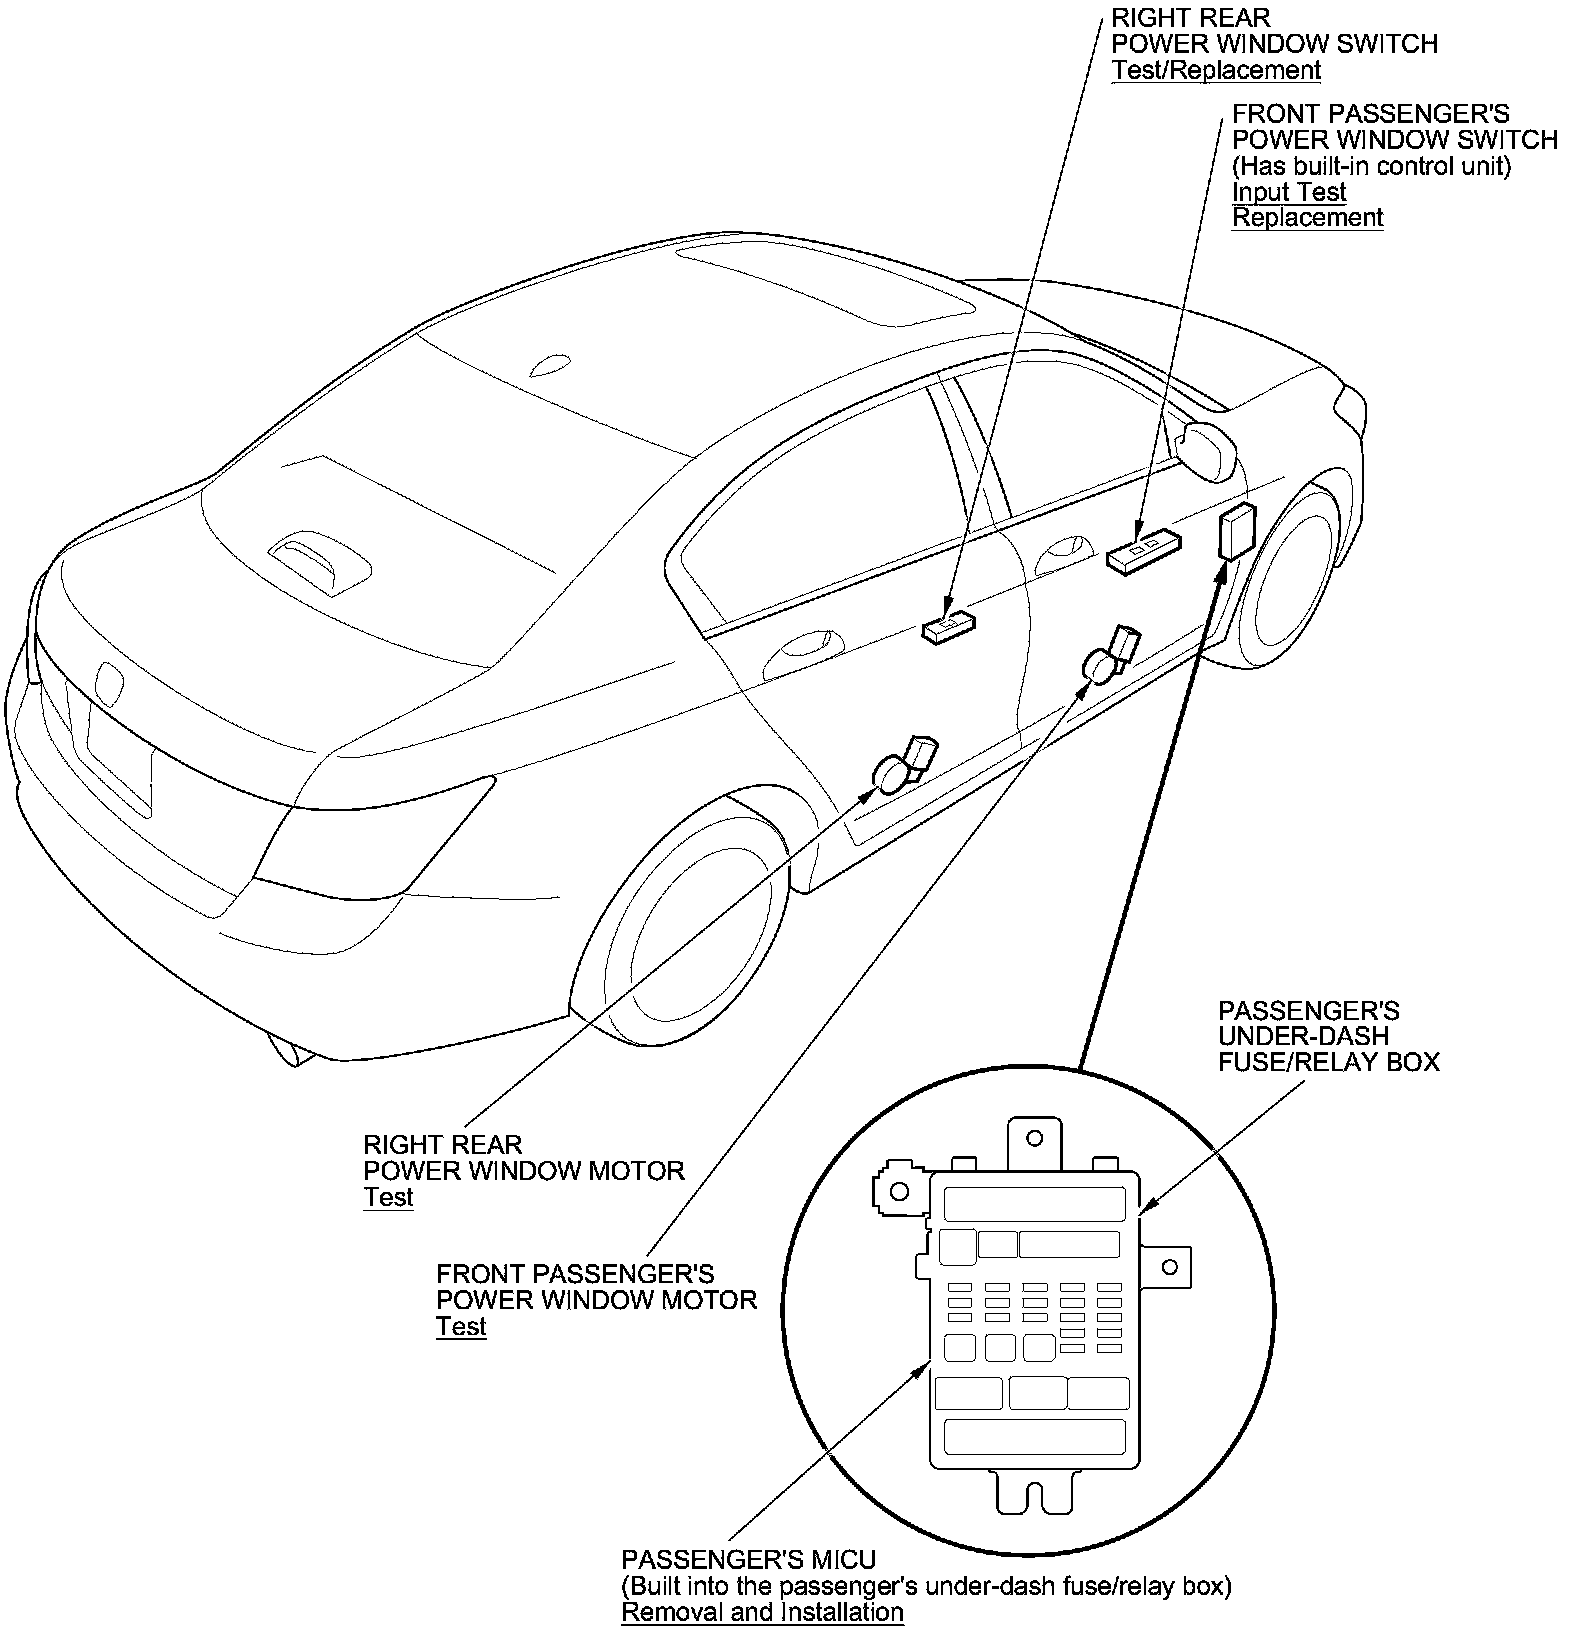 RIGHT REAR
POWER WINDOW SWITCH
Test/Replacement
FRONT PASSENGER'S
POWER WINDOW SWITCH
(Has built-in control unit)
Input Test
Replacement
PASSENGER'S
UNDER-DASH
FUSE/RELAY BOX
RIGHT REAR
POWER WINDOW MOTOR
Test
FRONT PASSENGER'S
POWER WINDOW MOTOR
Test
PASSENGER'S MICU
(Built into the passenger's under-dash fuse/relay box)
Removal and Installation